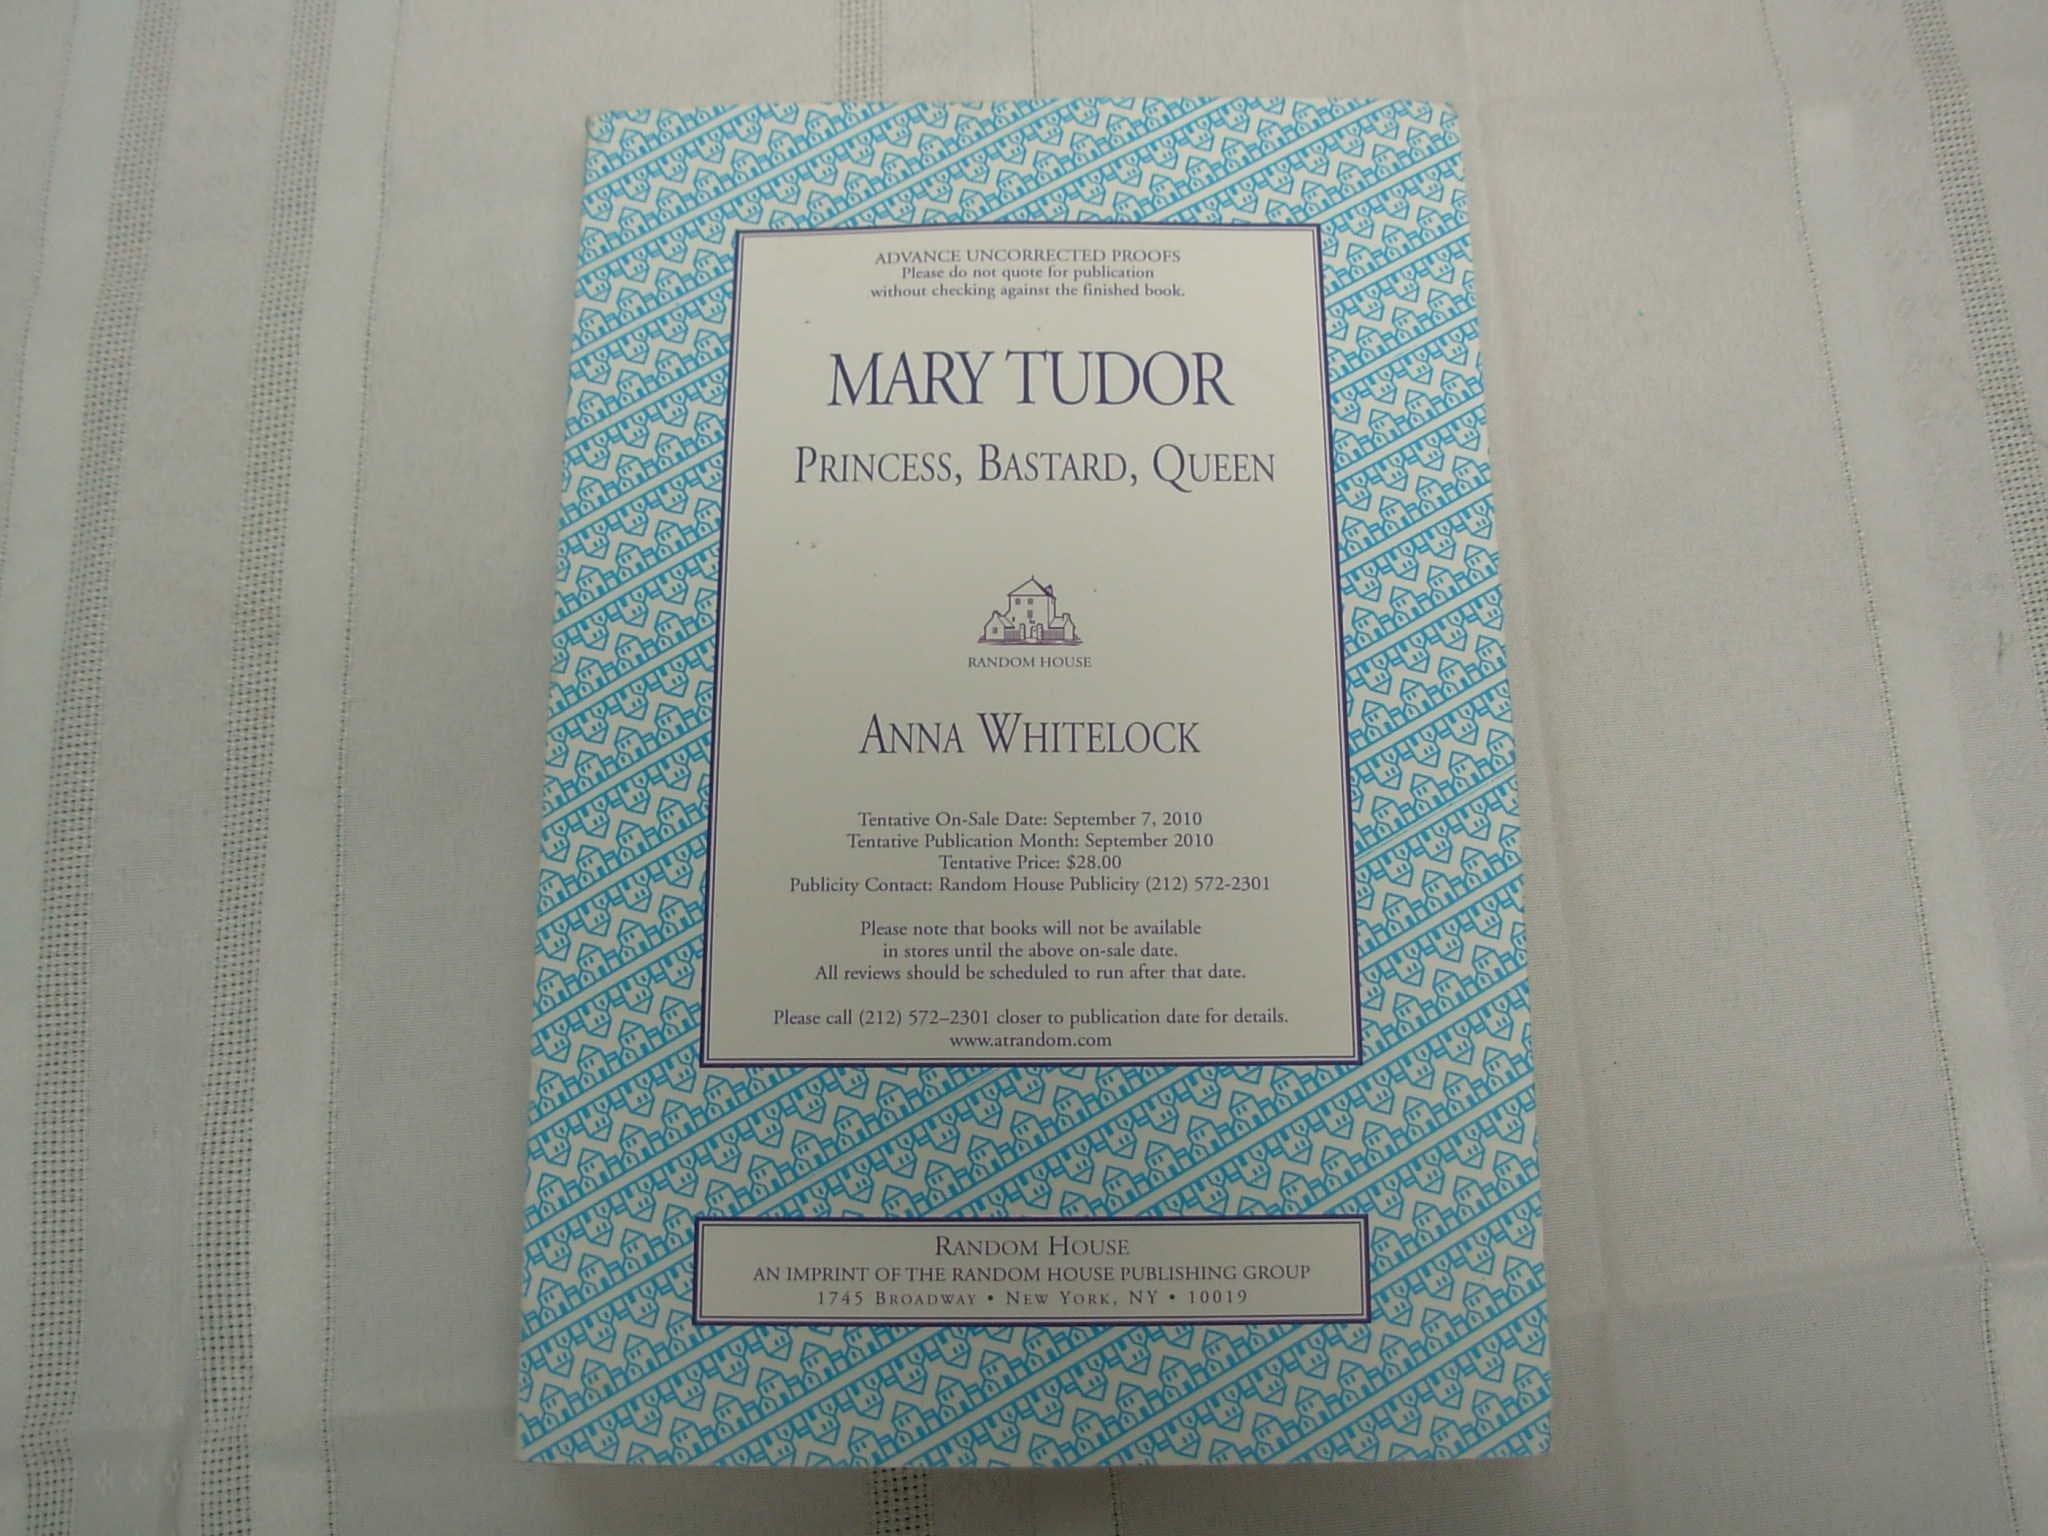 ADVANCE UNCORRECTED PROOFS
Please do not quote for publication
without checking against the finished book.
MARY TUDOR
PRINCESS, BASTARD, QUEEN
RANDOM HOUSE
ANNA WHITELOCK
Tentative On-Sale Date: September 7, 2010
Tentative Publication Month: September 2010
Tentative Price: $28.00
Publicity Contact: Random House Publicity (212) 572-2301
Please note that books will not be available
in stores until the above on-sale date.
All reviews should be scheduled to run after that date.
Please call (212) 572–2301 closer to publication date for details.
www.atrandom.com
RANDOM HOUSE
AN IMPRINT OF THE RANDOM HOUSE PUBLISHING GROUP
1745 BROADWAY • NEW YORK, NY • 10019